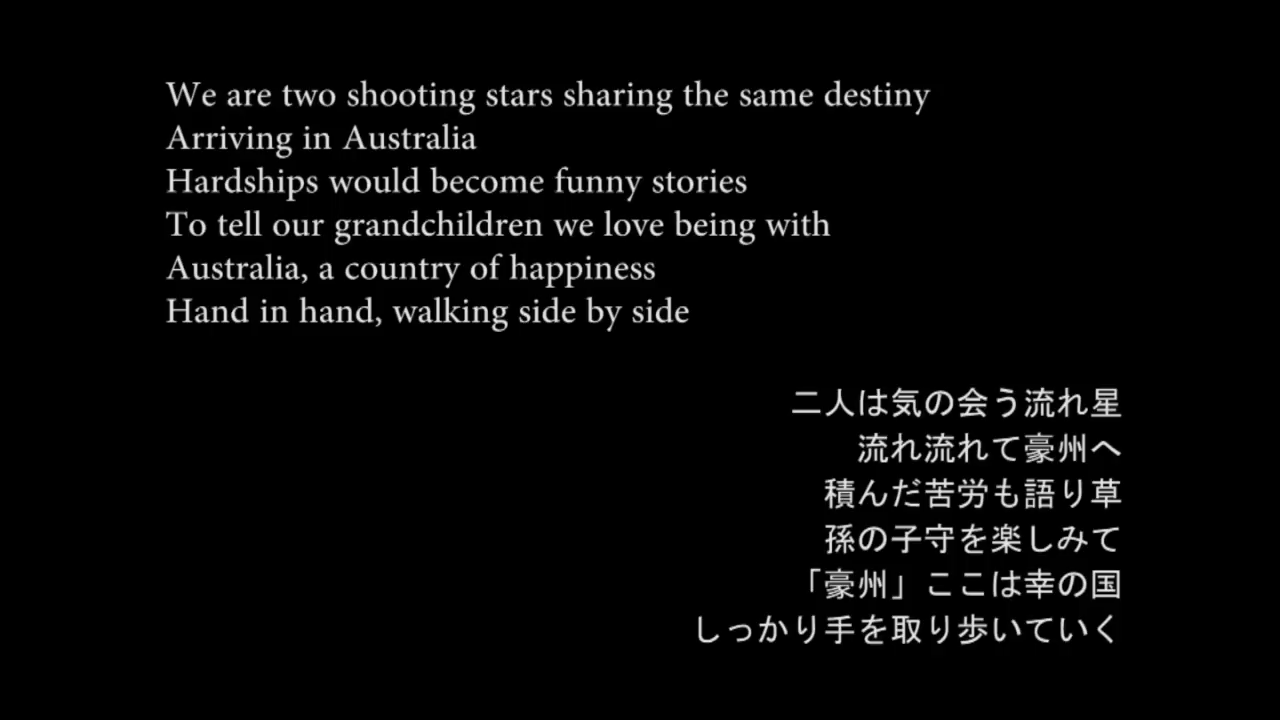 We are two shooting stars sharing the same destiny
Arriving in Australia
Hardships would become funny stories
To tell our grandchildren we love being with
Australia, a country of happiness
Hand in hand, walking side by side
二人は気の会う流れ星
流れ流れて豪州へ
積んだ苦労も語り草
孫の子守を楽しみて
「豪州」ここは幸の国
しっかり手を取り歩いていく